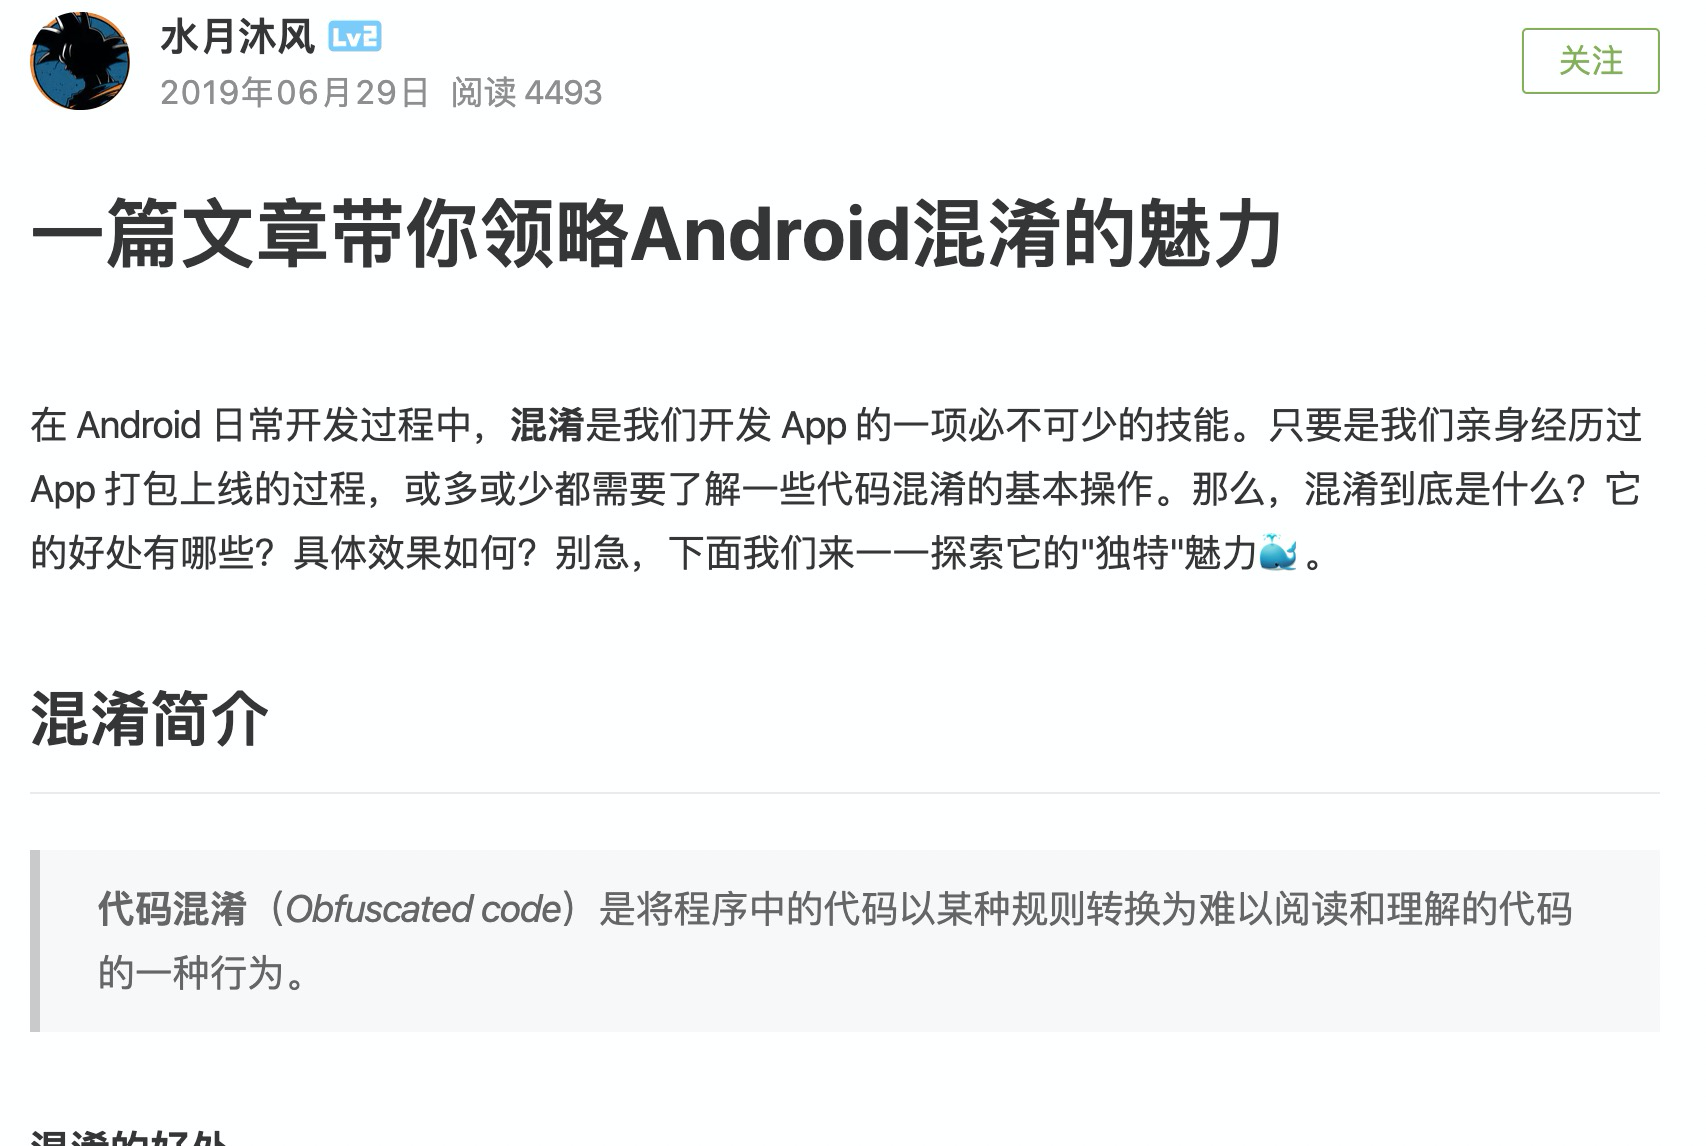 水月沐风 Lv2
2019年06月29日 阅读 4493
关注
一篇文章带你领略Android混淆的魅力
在 Android 日常开发过程中，混淆是我们开发 App 的一项必不可少的技能。只要是我们亲身经历过
App 打包上线的过程，或多或少都需要了解一些代码混淆的基本操作。那么，混淆到底是什么？它
的好处有哪些？具体效果如何？别急，下面我们来一一探索它的"独特"魅力🐳。
混淆简介
代码混淆（Obfuscated code）是将程序中的代码以某种规则转换为难以阅读和理解的代码
的一种行为。
混淆的好处